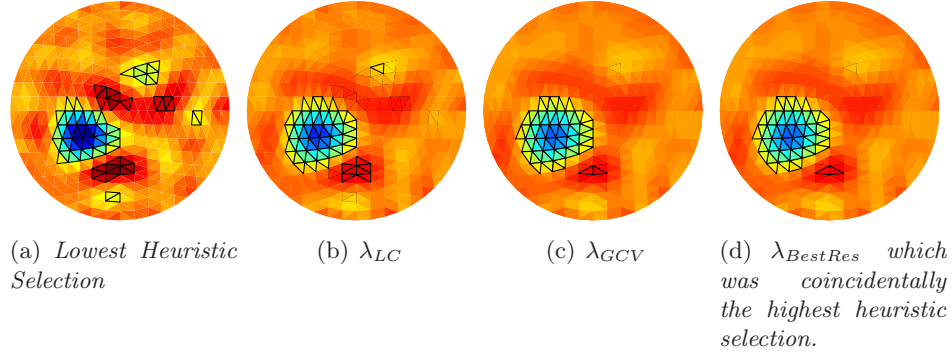 (a) Lowest Heuristic
Selection
(b) λ_LC
(c) λ_GCV
(d) λ_BestRes which
was coincidentally
the highest heuristic
selection.